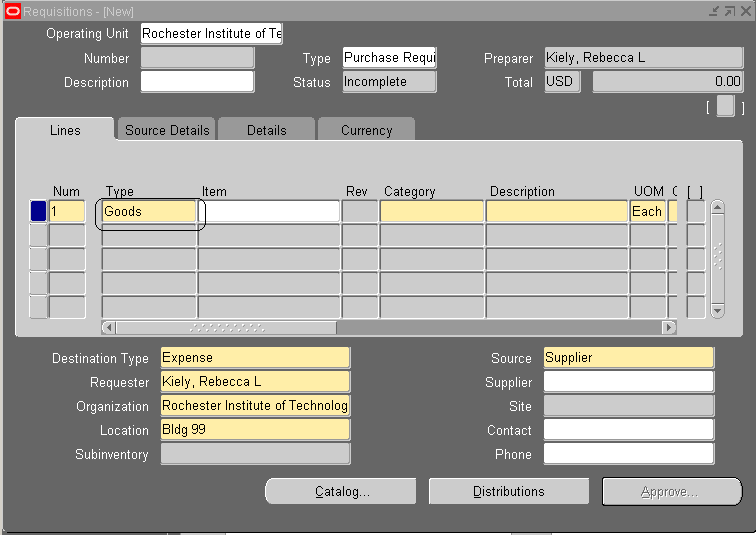 Requisitions - [New]
Operating Unit Rochester Institute of Te
Number Type Purchase Requi Preparer Kiely, Rebecca L
Description Status Incomplete Total USD 0.00
[ ]
Lines Source Details Details Currency
Num Type Item Rev Category Description UOM [ ]
1 Goods Each
Destination Type Expense Source Supplier
Requester Kiely, Rebecca L Supplier
Organization Rochester Institute of Technolog Site
Location Bldg 99 Contact
Subinventory Phone
Catalog... Distributions Approve...